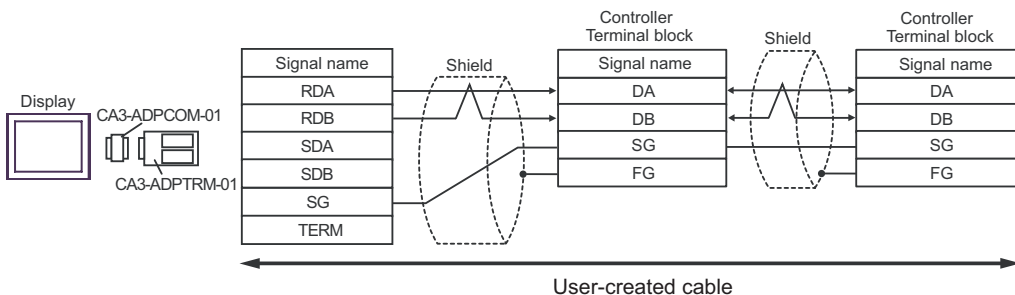 Display
CA3-ADPCOM-01
CA3-ADPTRM-01
Signal name
RDA
RDB
SDA
SDB
SG
TERM
Shield
Controller
Terminal block
Signal name
DA
DB
SG
FG
Shield
Controller
Terminal block
Signal name
DA
DB
SG
FG
User-created cable